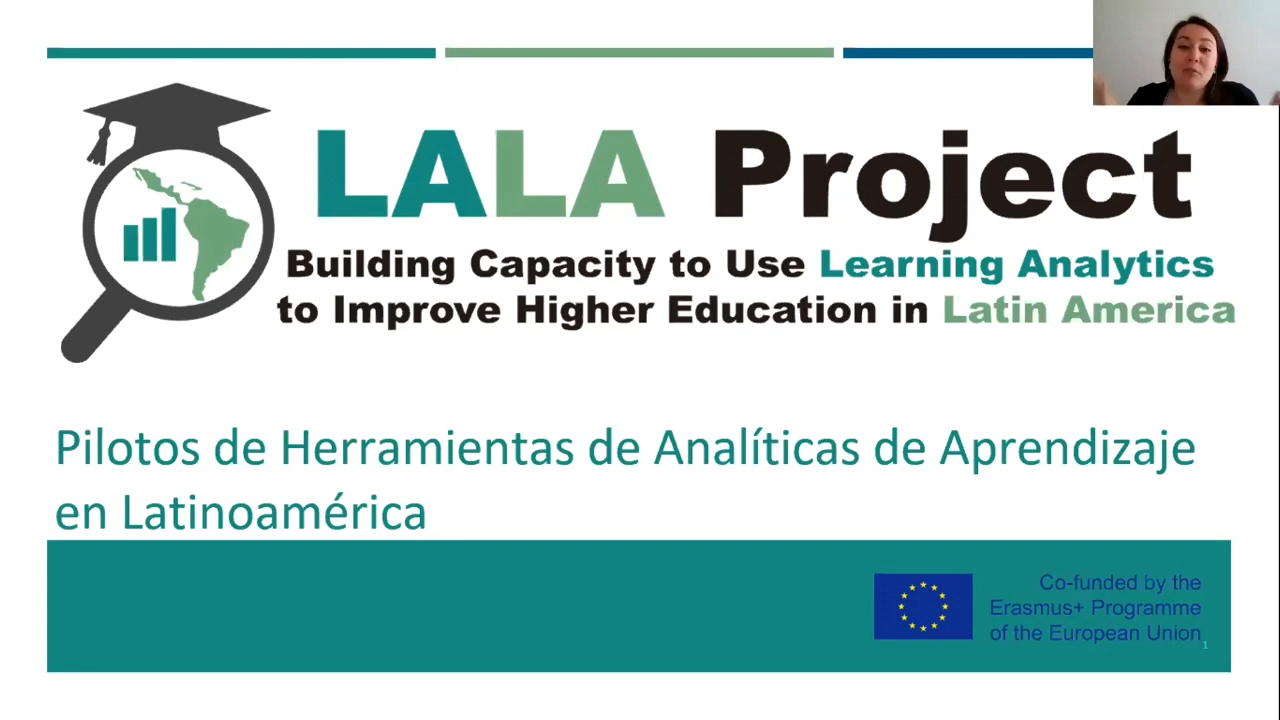 LALA Project
Building Capacity to Use Learning Analytics
to Improve Higher Education in Latin America
Pilotos de Herramientas de Analíticas de Aprendizaje
en Latinoamérica
Co-funded by the
Erasmus+ Programme
of the European Union
1